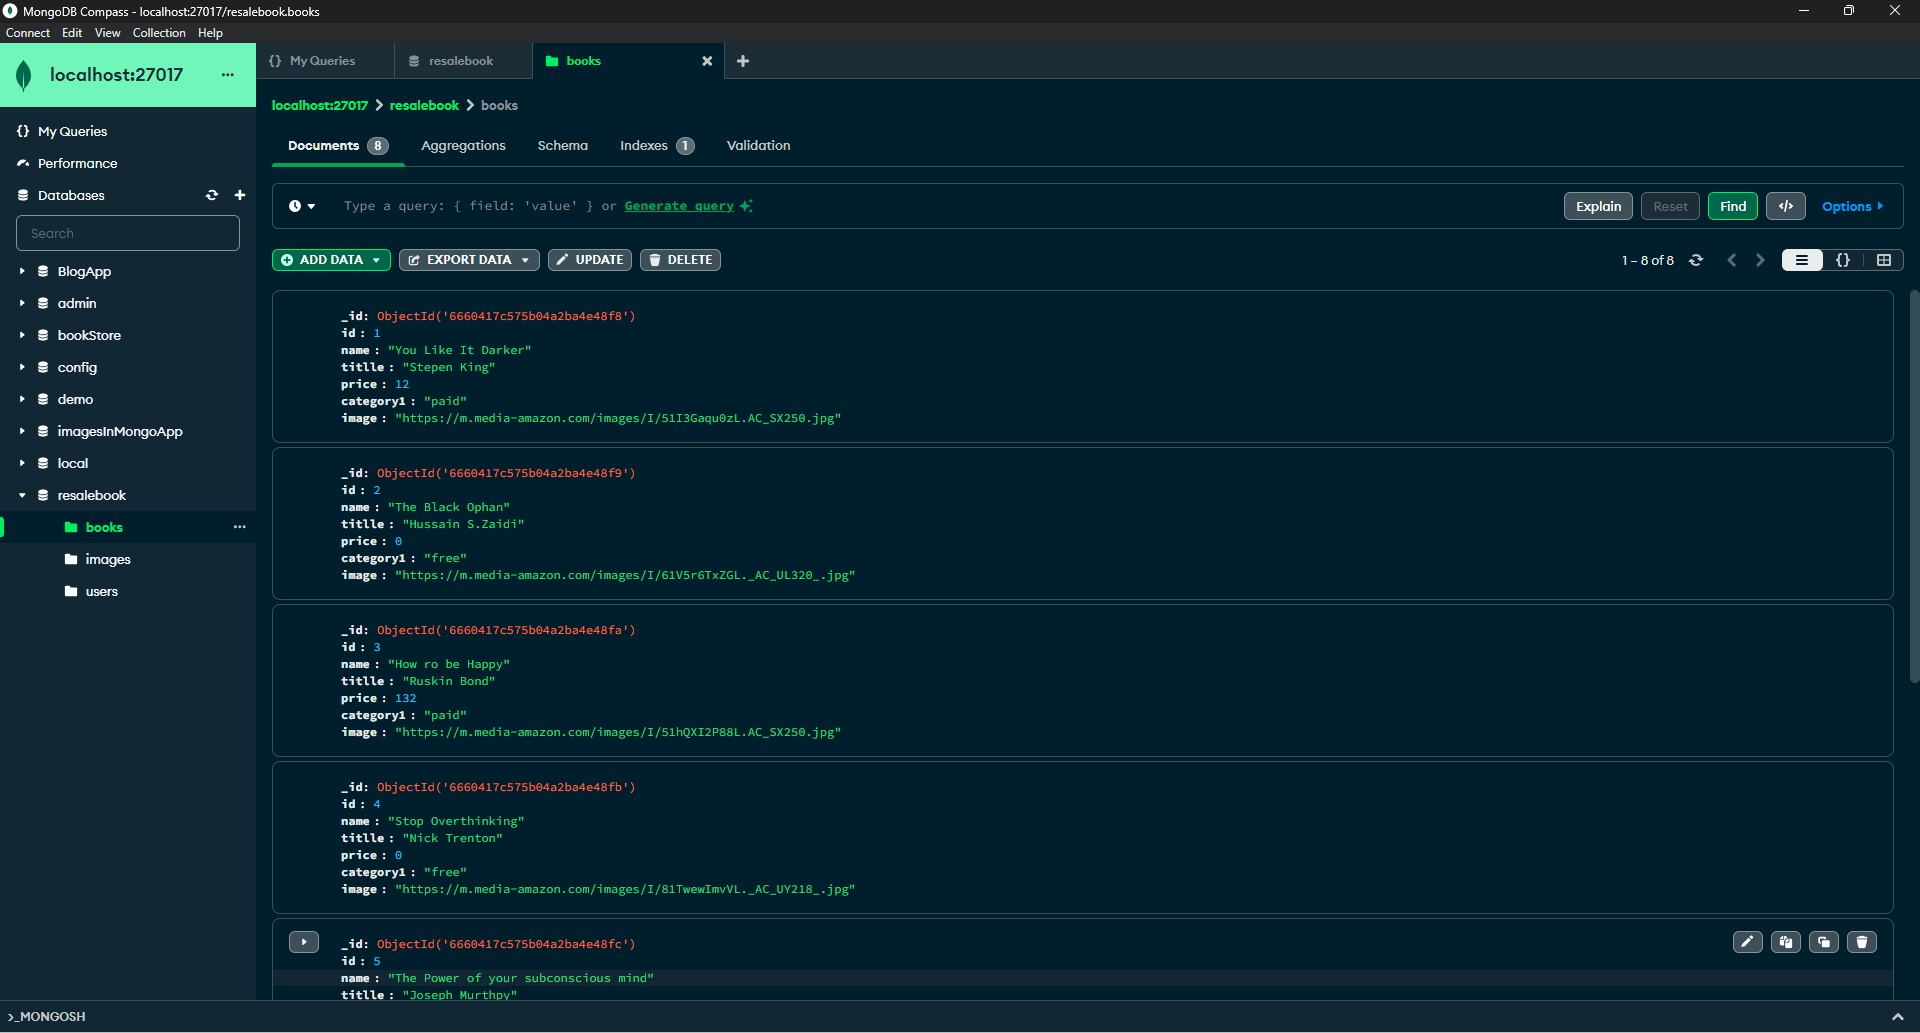 MongoDB Compass - localhost:27017/resalebook.books
Connect Edit View Collection Help
localhost:27017
My Queries
Performance
Databases
Search
BlogApp
admin
bookStore
config
demo
imagesInMongoApp
local
resalebook
books
images
users
My Queries
resalebook
books
localhost:27017 > resalebook > books
Documents 8 Aggregations Schema Indexes 1 Validation
Type a query: { field: 'value' } or Generate query
Explain Reset Find </> Options
ADD DATA EXPORT DATA UPDATE DELETE
1 – 8 of 8
{}
_id: ObjectId('6660417c575b04a2ba4e48f8')
id : 1
name : "You Like It Darker"
titlle : "Stepen King"
price : 12
category1 : "paid"
image : "https://m.media-amazon.com/images/I/51I3Gaqu0zL.AC_SX250.jpg"
_id: ObjectId('6660417c575b04a2ba4e48f9')
id : 2
name : "The Black Ophan"
titlle : "Hussain S.Zaidi"
price : 0
category1 : "free"
image : "https://m.media-amazon.com/images/I/61V5r6TxZGL._AC_UL320_.jpg"
_id: ObjectId('6660417c575b04a2ba4e48fa')
id : 3
name : "How ro be Happy"
titlle : "Ruskin Bond"
price : 132
category1 : "paid"
image : "https://m.media-amazon.com/images/I/51hQXI2P88L.AC_SX250.jpg"
_id: ObjectId('6660417c575b04a2ba4e48fb')
id : 4
name : "Stop Overthinking"
titlle : "Nick Trenton"
price : 0
category1 : "free"
image : "https://m.media-amazon.com/images/I/81TwewImvVL._AC_UY218_.jpg"
_id: ObjectId('6660417c575b04a2ba4e48fc')
id : 5
name : "The Power of your subconscious mind"
titlle : "Joseph Murthpy"
>_MONGOSH